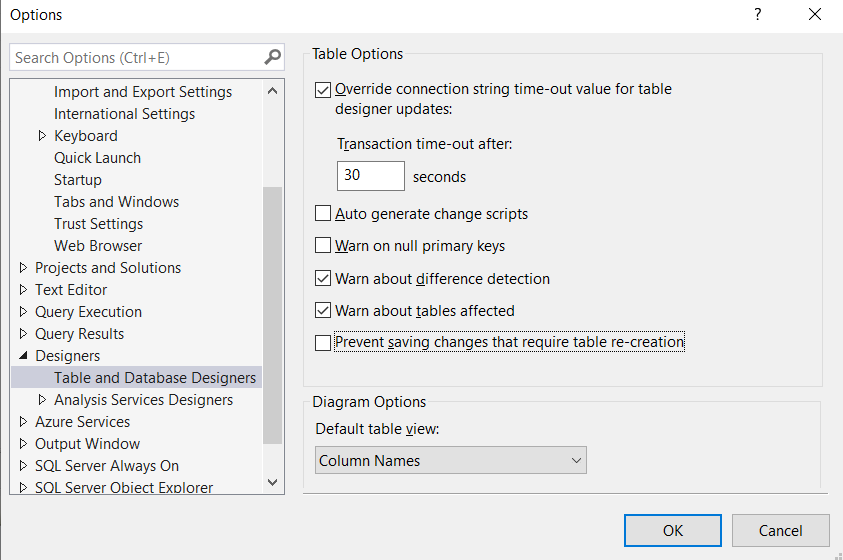 Options
?
Search Options (Ctrl+E)
Import and Export Settings
International Settings
Keyboard
Quick Launch
Startup
Tabs and Windows
Trust Settings
Web Browser
Projects and Solutions
Text Editor
Query Execution
Query Results
Designers
Table and Database Designers
Analysis Services Designers
Azure Services
Output Window
SQL Server Always On
SQL Server Object Explorer
Table Options
Override connection string time-out value for table
designer updates:
Transaction time-out after:
30 seconds
Auto generate change scripts
Warn on null primary keys
Warn about difference detection
Warn about tables affected
Prevent saving changes that require table re-creation
Diagram Options
Default table view:
Column Names
OK Cancel